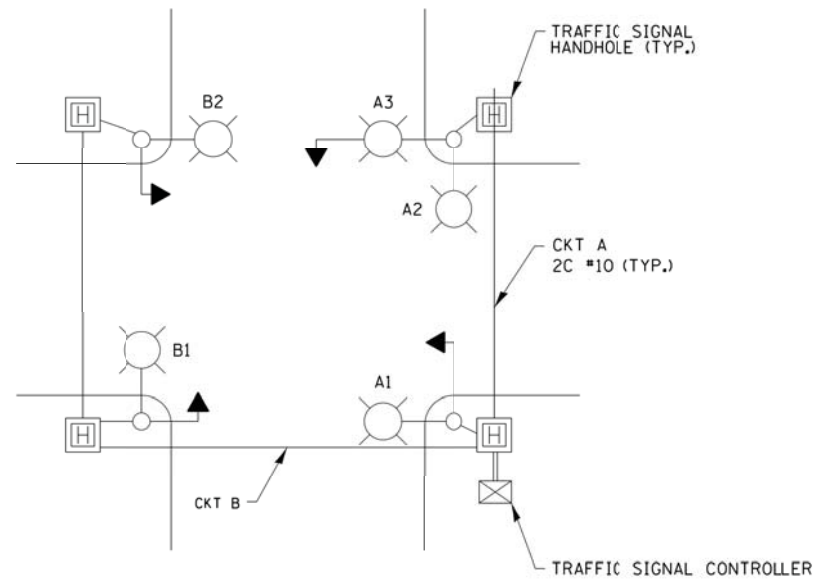 TRAFFIC SIGNAL
HANDHOLE (TYP.)
H
B2
A3
H
A2
CKT A
2C #10 (TYP.)
B1
A1
H
H
CKT B
TRAFFIC SIGNAL CONTROLLER